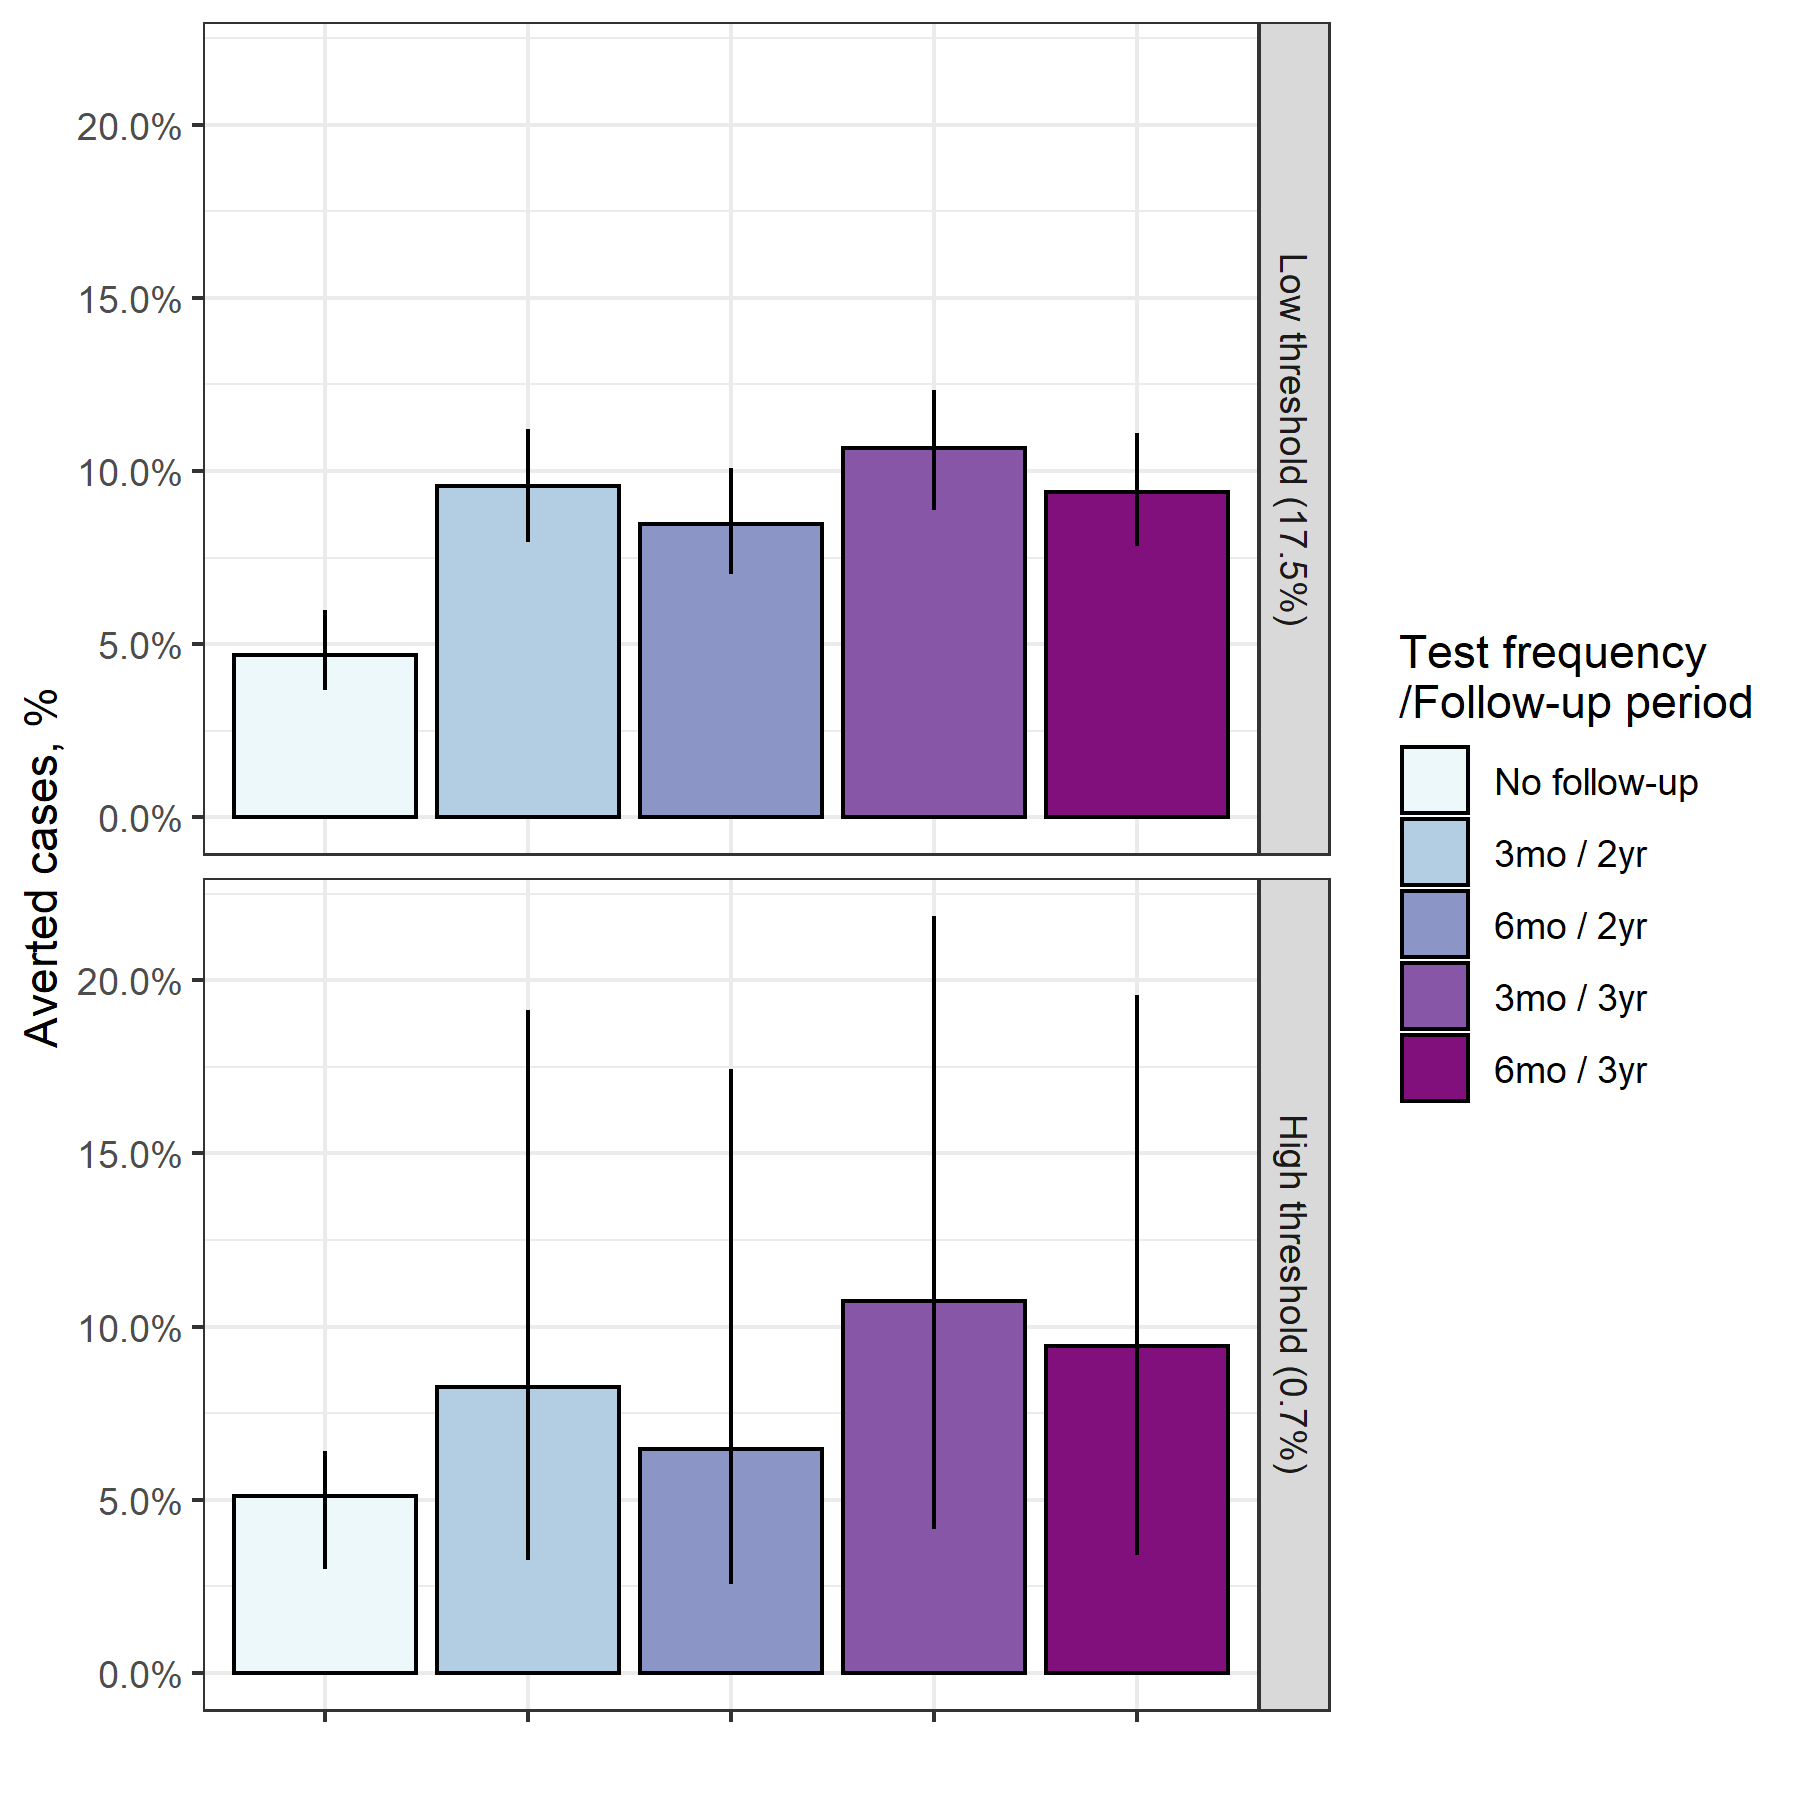 Averted cases, %
20.0%
15.0%
10.0%
5.0%
0.0%
Low threshold (17.5%)
20.0%
15.0%
10.0%
5.0%
0.0%
High threshold (0.7%)
Test frequency
/Follow-up period
No follow-up
3mo / 2yr
6mo / 2yr
3mo / 3yr
6mo / 3yr